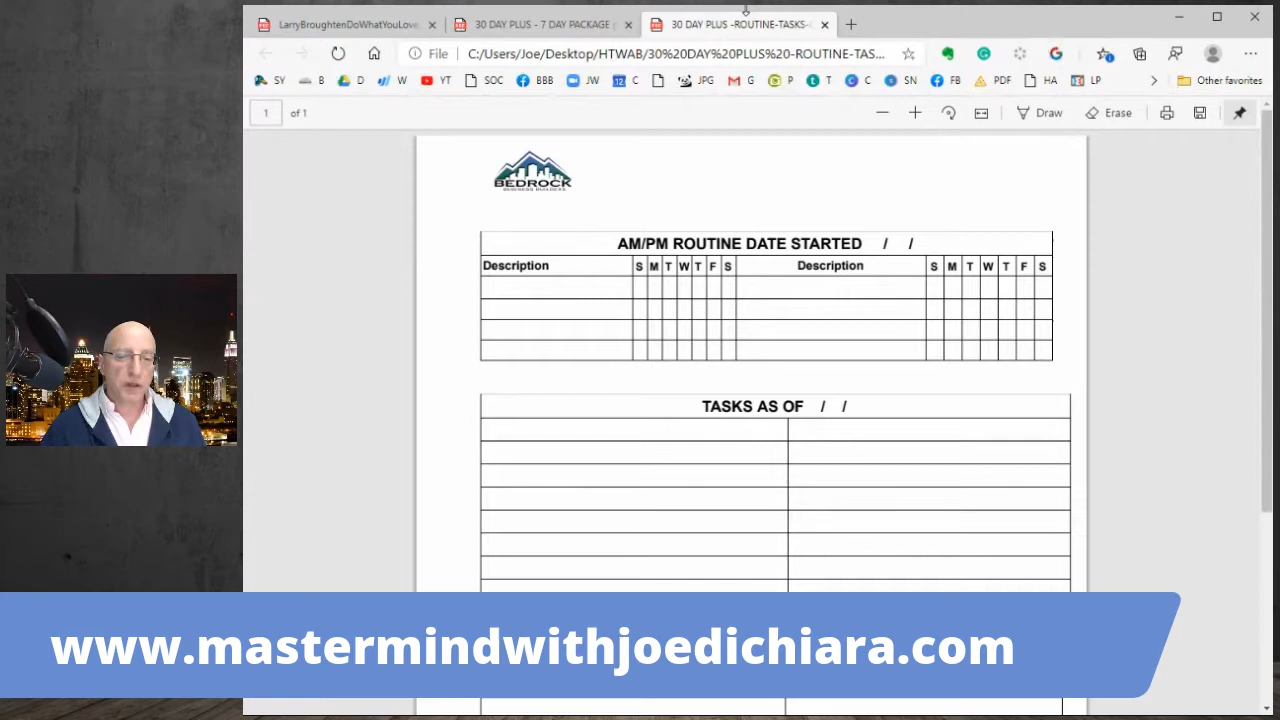 LarryBroughtenDoWhatYouLove
30 DAY PLUS - 7 DAY PACKAGE
30 DAY PLUS -ROUTINE-TASKS-
File
C:/Users/Joe/Desktop/HTWAB/30%20DAY%20PLUS%20-ROUTINE-TAS...
SY B D W YT SOC BBB JW C JPG G P T C SN FB PDF HA LP Other favorites
1 of 1 Draw Erase
BEDROCK
BUSINESS BUILDERS
AM/PM ROUTINE DATE STARTED / /
Description S M T W T F S Description S M T W T F S
TASKS AS OF / /
www.mastermindwithjoedichiara.com